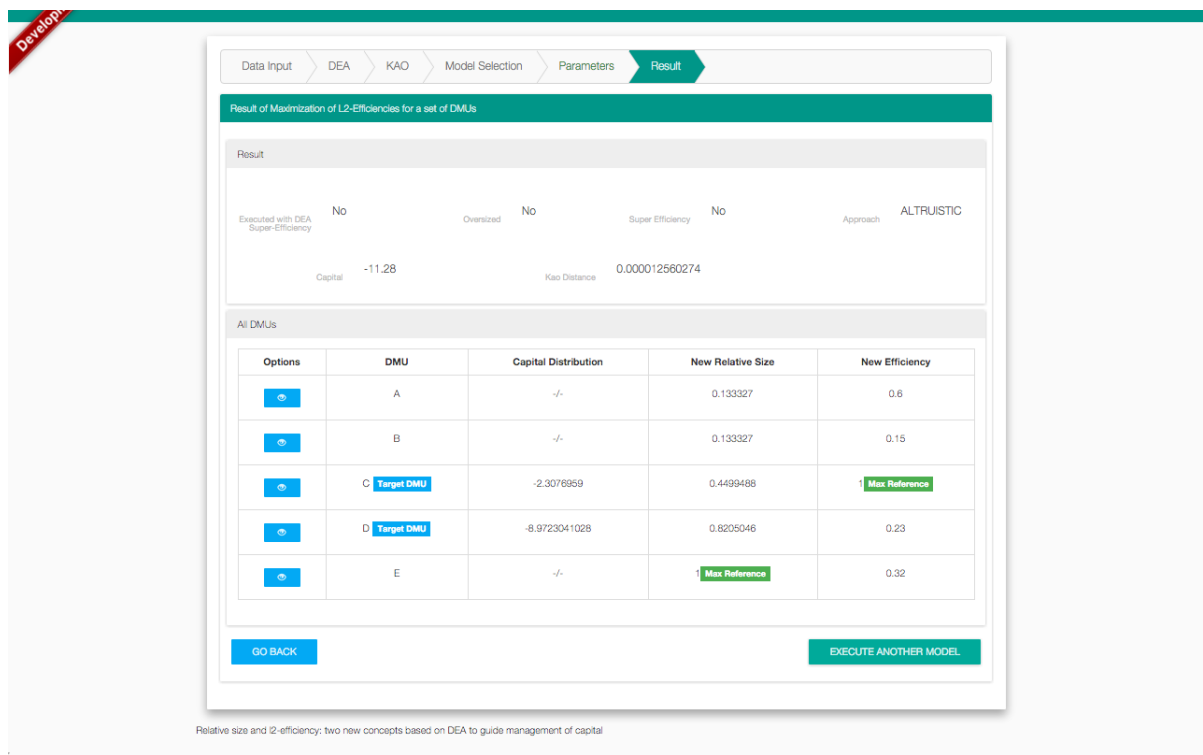 Develop
Data Input DEA KAO Model Selection Parameters Result
Result of Maximization of L2-Efficiencies for a set of DMUs
Result
Executed with DEA Super-Efficiency No Oversized No Super Efficiency No Approach ALTRUISTIC
Capital -11.28 Kao Distance 0.000012560274
All DMUs
Options DMU Capital Distribution New Relative Size New Efficiency
A -/- 0.133327 0.6
B -/- 0.133327 0.15
C Target DMU -2.3076959 0.4499488 1 Max Reference
D Target DMU -8.9723041028 0.8205046 0.23
E -/- 1 Max Reference 0.32
GO BACK EXECUTE ANOTHER MODEL
Relative size and l2-efficiency: two new concepts based on DEA to guide management of capital